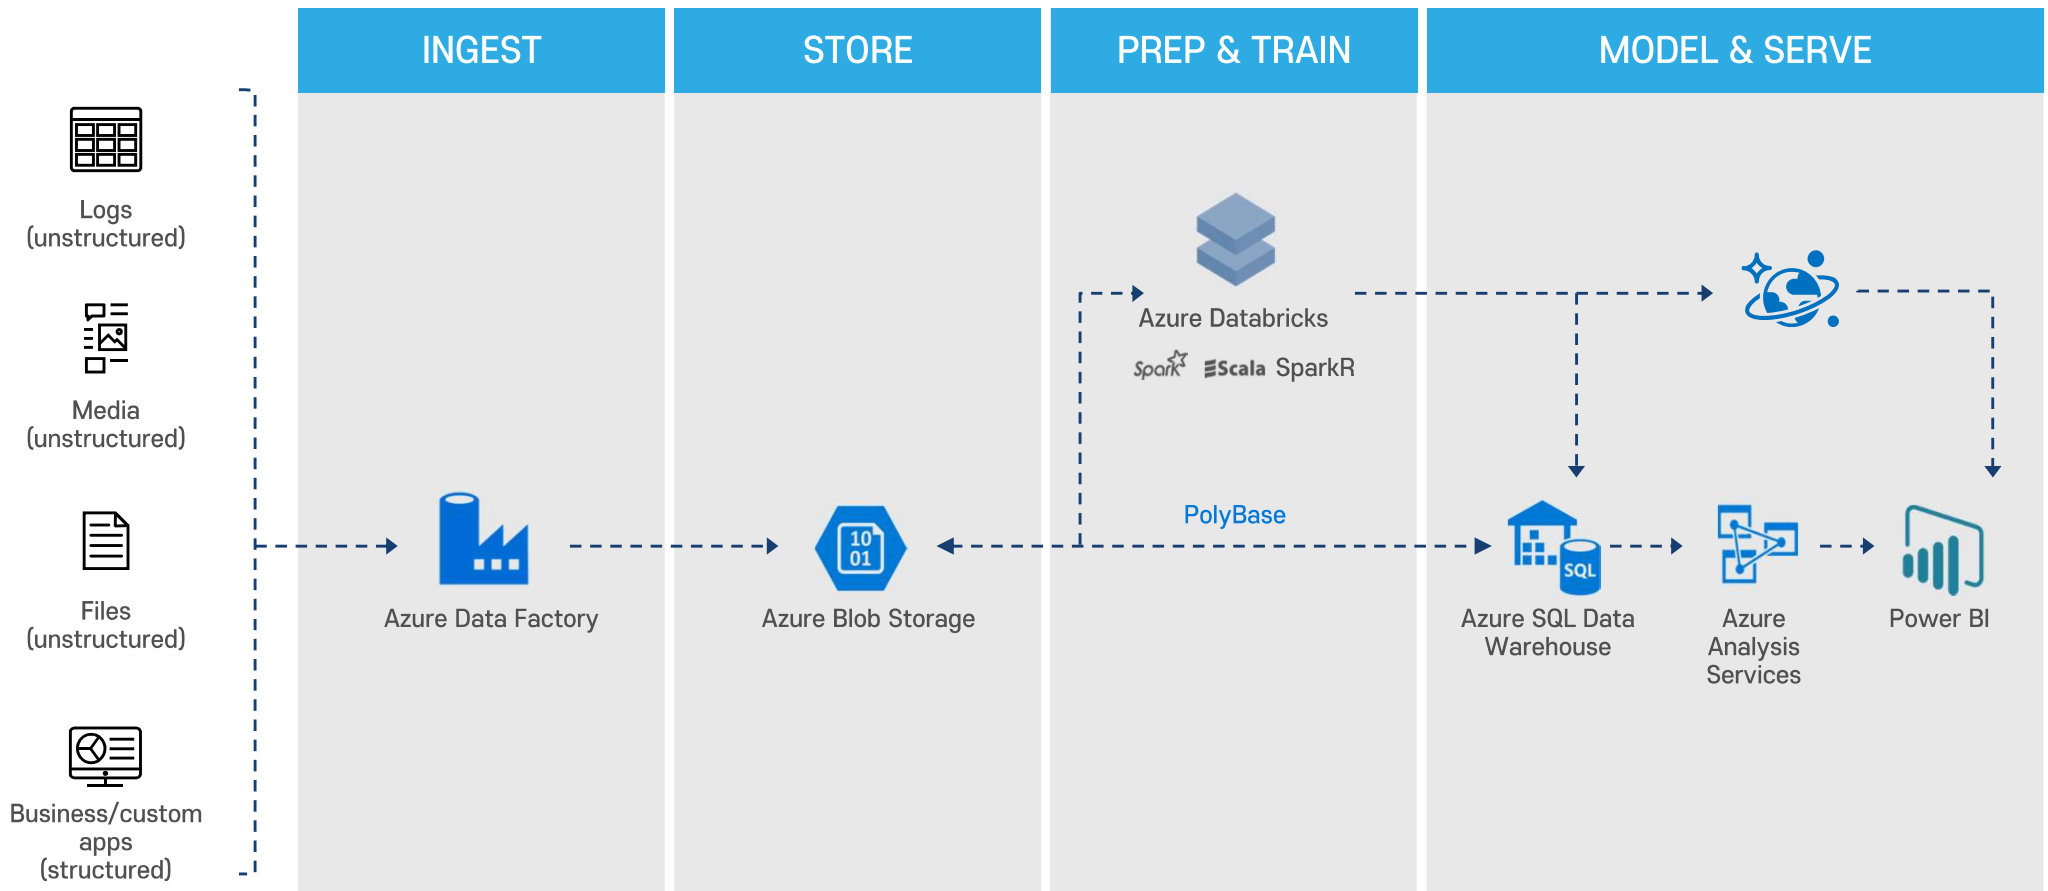 INGEST
STORE
PREP & TRAIN
MODEL & SERVE
Logs
(unstructured)
Media
(unstructured)
Files
(unstructured)
Business/custom
apps
(structured)
Azure Data Factory
10
01
Azure Blob Storage
Azure Databricks
Spark Scala SparkR
PolyBase
SQL
Azure SQL Data
Warehouse
Azure
Analysis
Services
Power BI